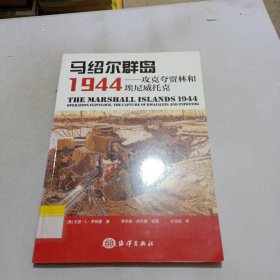 马绍尔群岛
1944——攻克夸贾林和
埃尼威托克
THE MARSHALL ISLANDS 1944
OPERATION FLINTLOCK, THE CAPTURE OF KWAJALEIN AND ENIWETOK
海洋出版社